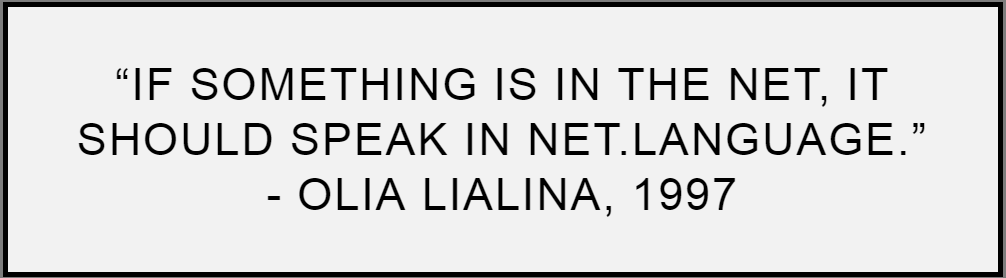 “IF SOMETHING IS IN THE NET, IT
SHOULD SPEAK IN NET.LANGUAGE.”
- OLIA LIALINA, 1997